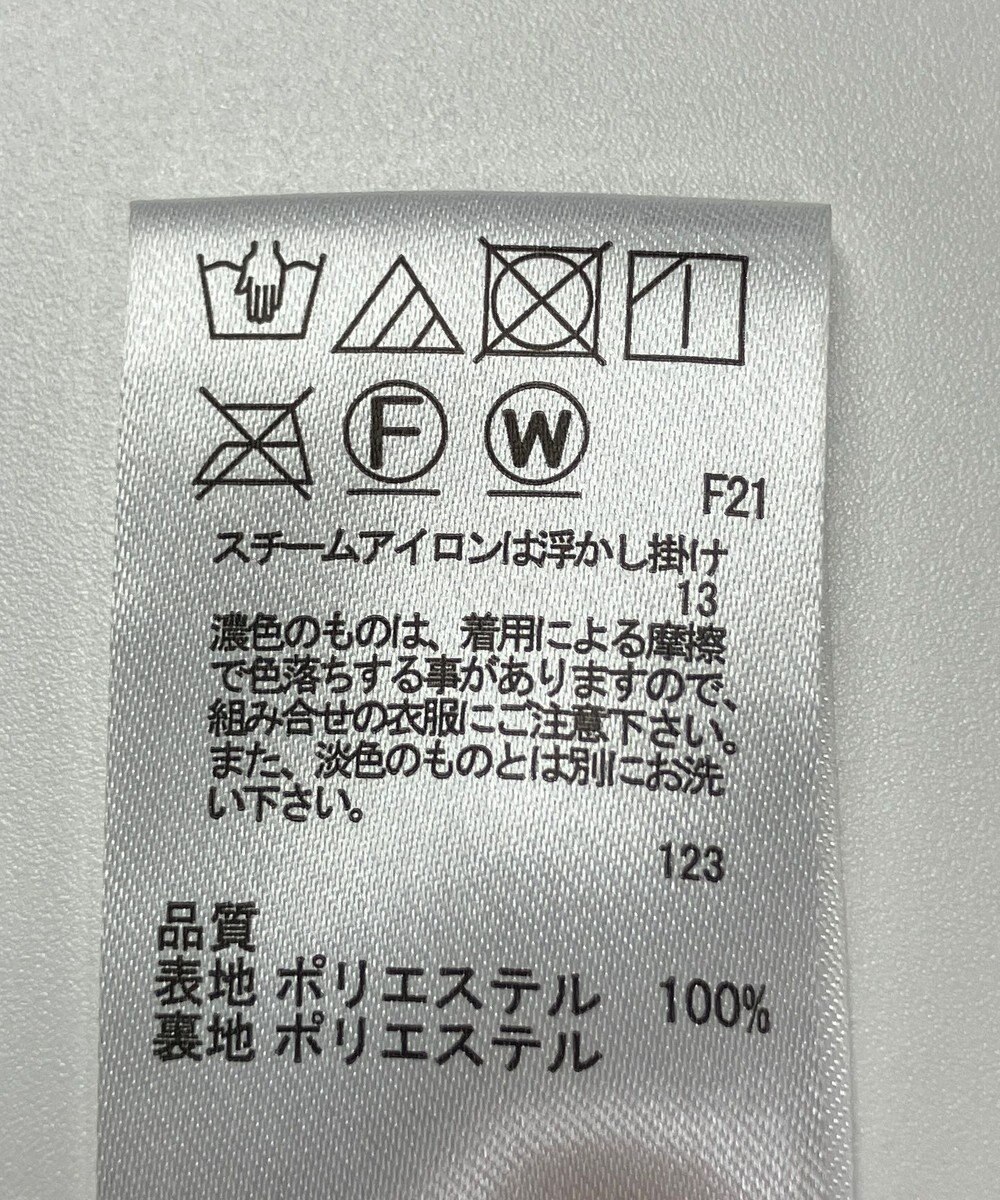 F W
F21
スチームアイロンは浮かし掛け
13
濃色のものは、着用による摩擦
で色落ちする事がありますので、
組み合せの衣服にご注意下さい。
また、淡色のものとは別にお洗
い下さい。
123
品質
表地 ポリエステル 100%
裏地 ポリエステル